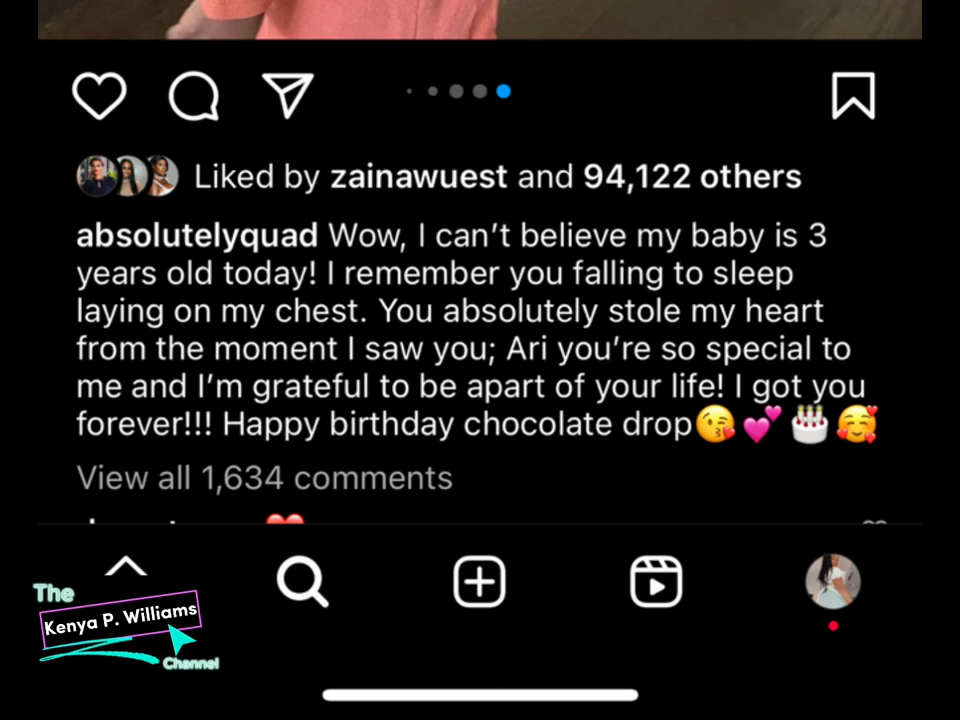 Liked by zainawuest and 94,122 others
absolutelyquad Wow, I can't believe my baby is 3
years old today! I remember you falling to sleep
laying on my chest. You absolutely stole my heart
from the moment I saw you; Ari you're so special to
me and I'm grateful to be apart of your life! I got you
forever!!! Happy birthday chocolate drop😘💕🎂🥰
View all 1,634 comments
The
Kenya P. Williams
Channel